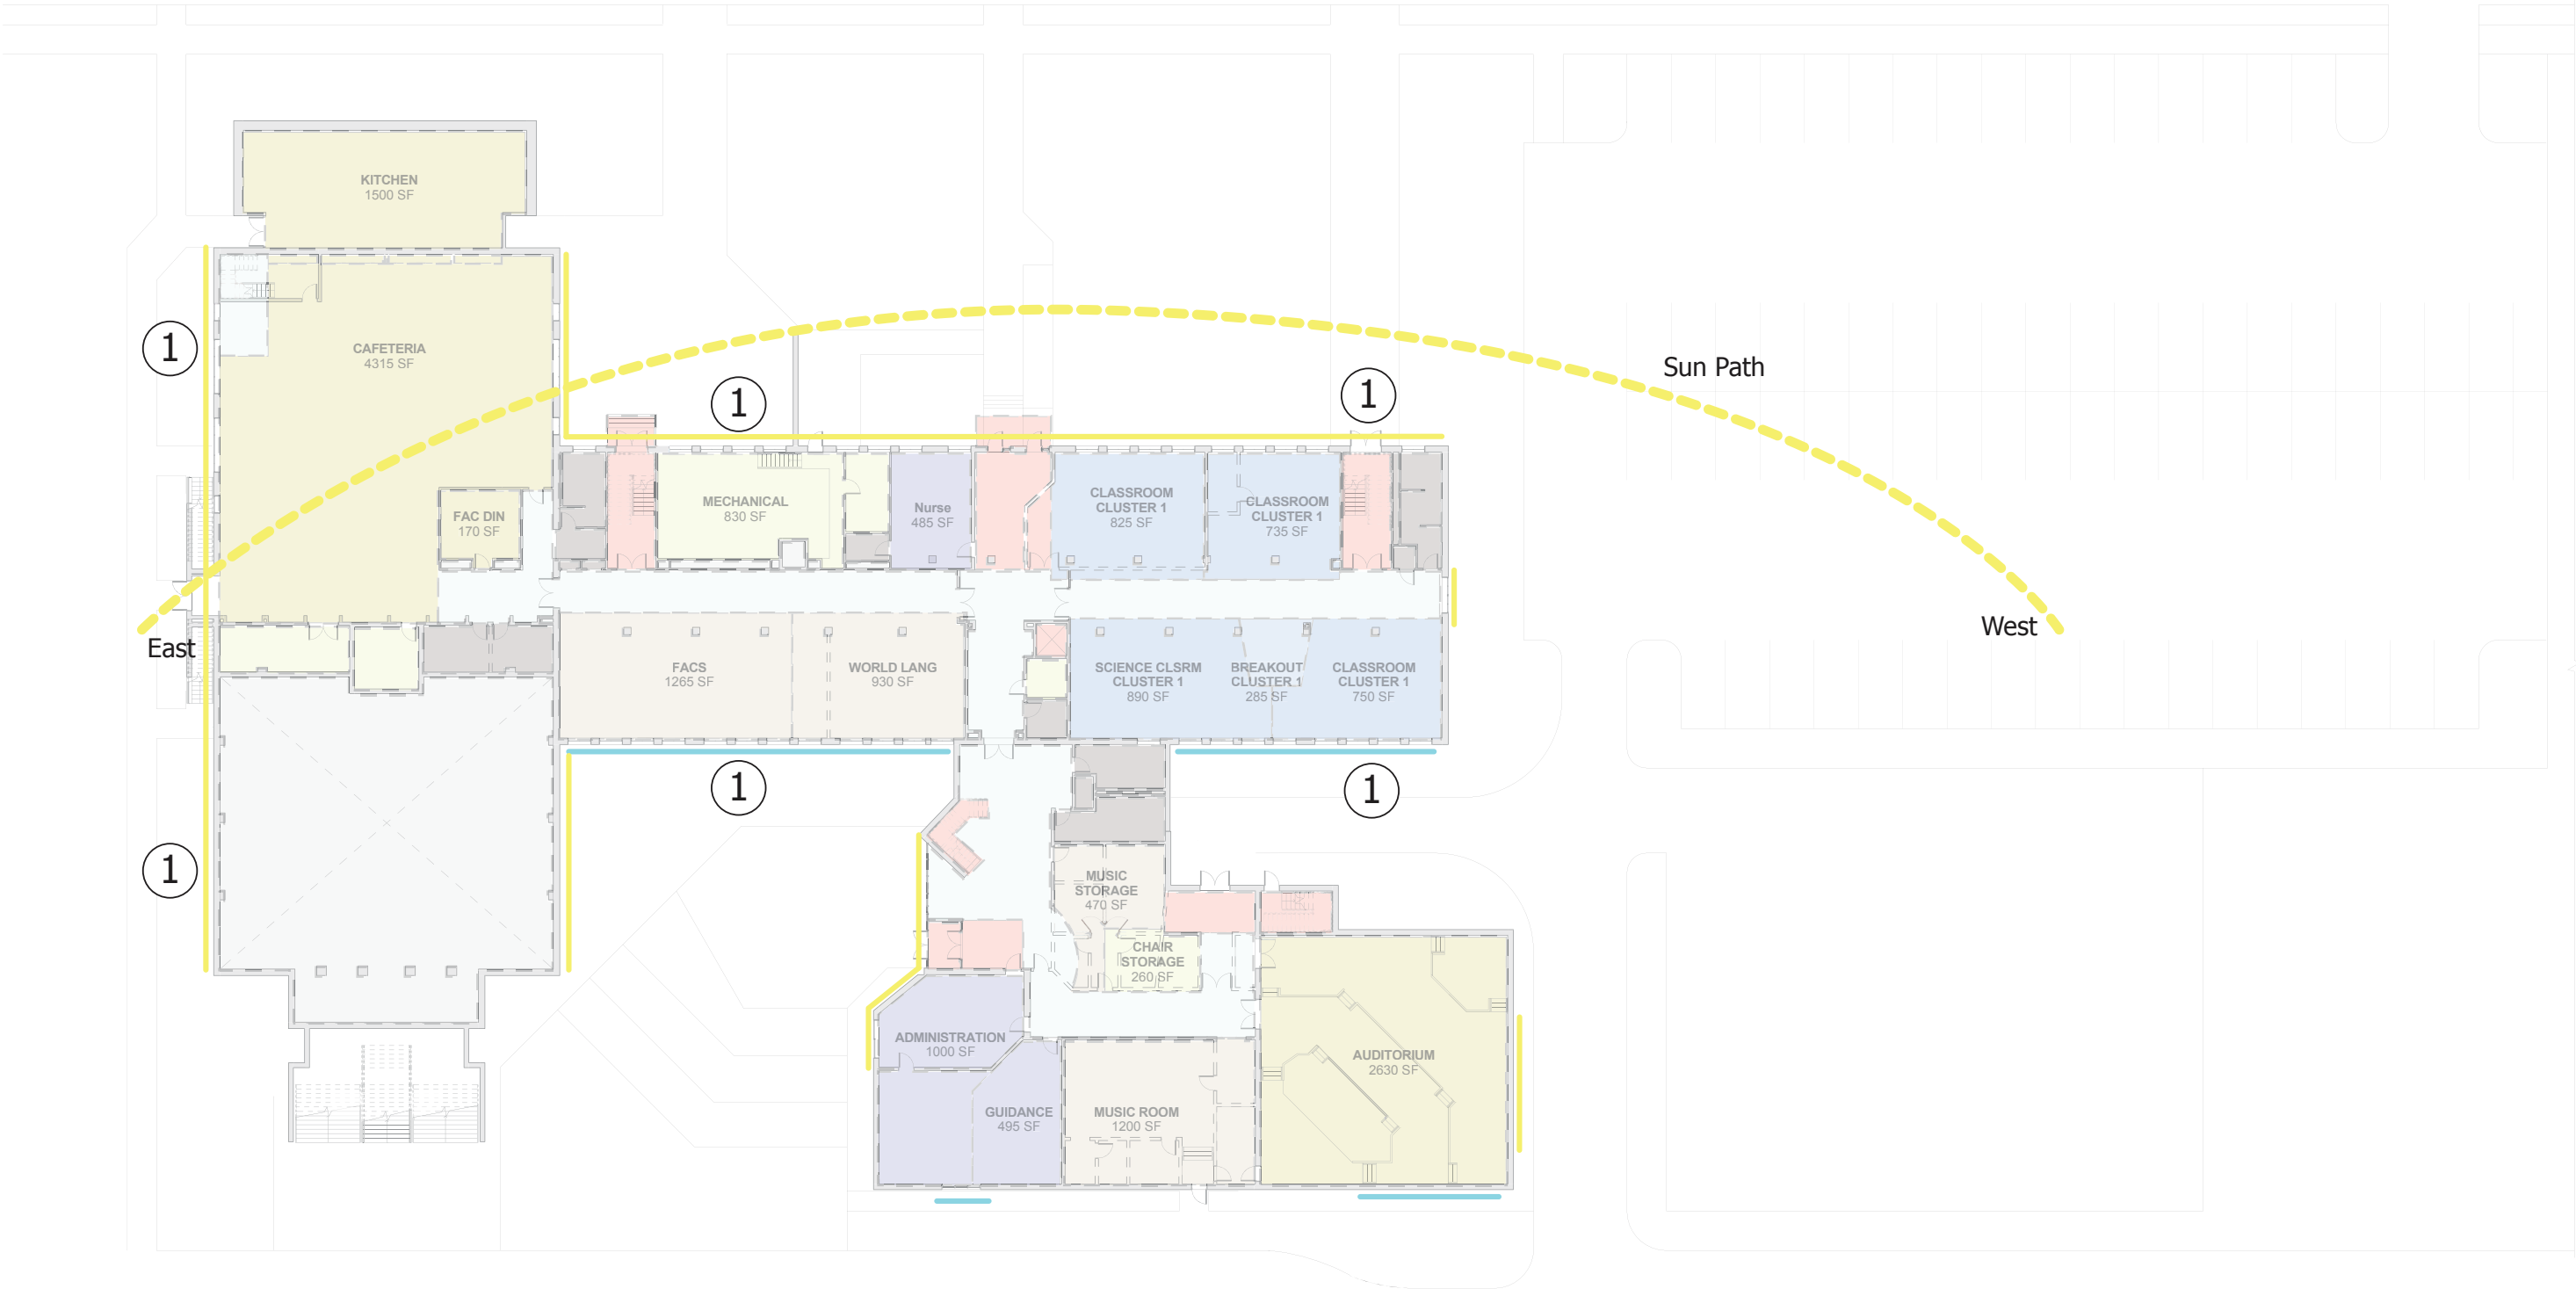 KITCHEN
1500 SF
1
CAFETERIA
4315 SF
Sun Path
1
1
MECHANICAL
830 SF
Nurse
485 SF
CLASSROOM
CLUSTER 1
825 SF
CLASSROOM
CLUSTER 1
735 SF
FAC DIN
170 SF
East
West
FACS
1265 SF
WORLD LANG
930 SF
SCIENCE CLSRM
CLUSTER 1
890 SF
BREAKOUT
CLUSTER 1
285 SF
CLASSROOM
CLUSTER 1
750 SF
1
1
1
MUSIC
STORAGE
470 SF
CHAIR
STORAGE
260 SF
ADMINISTRATION
1000 SF
AUDITORIUM
2630 SF
GUIDANCE
495 SF
MUSIC ROOM
1200 SF